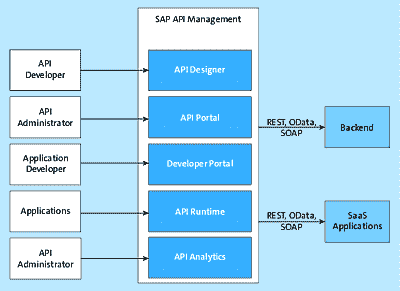 SAP API Management
API
Developer
API Designer
API
Administrator
API Portal
REST, OData,
SOAP
Backend
Application
Developer
Developer Portal
Applications
API Runtime
REST, OData,
SOAP
SaaS
Applications
API
Administrator
API Analytics